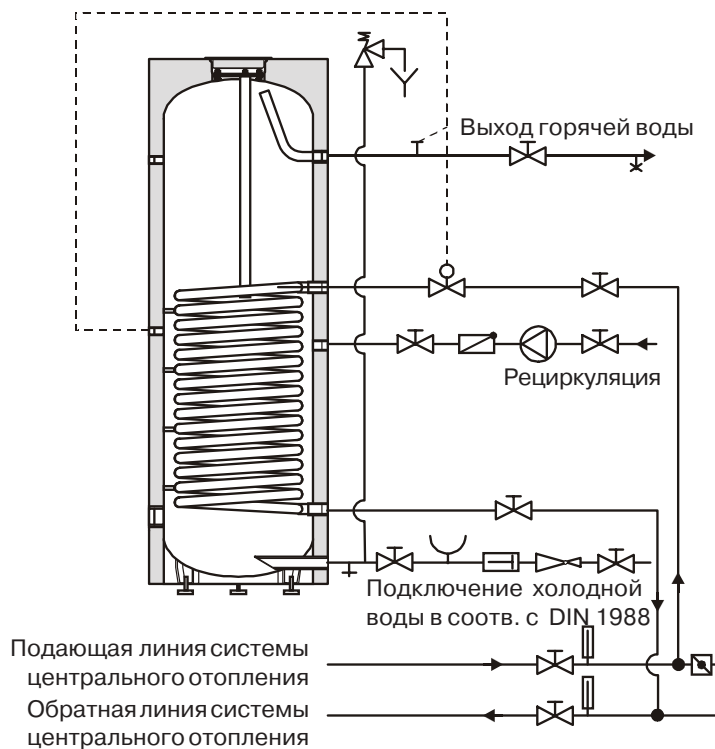 Выход горячей воды
Рециркуляция
Подключение холодной
воды в соотв. с DIN 1988
Подающая линия системы
центрального отопления
Обратная линия системы
центрального отопления